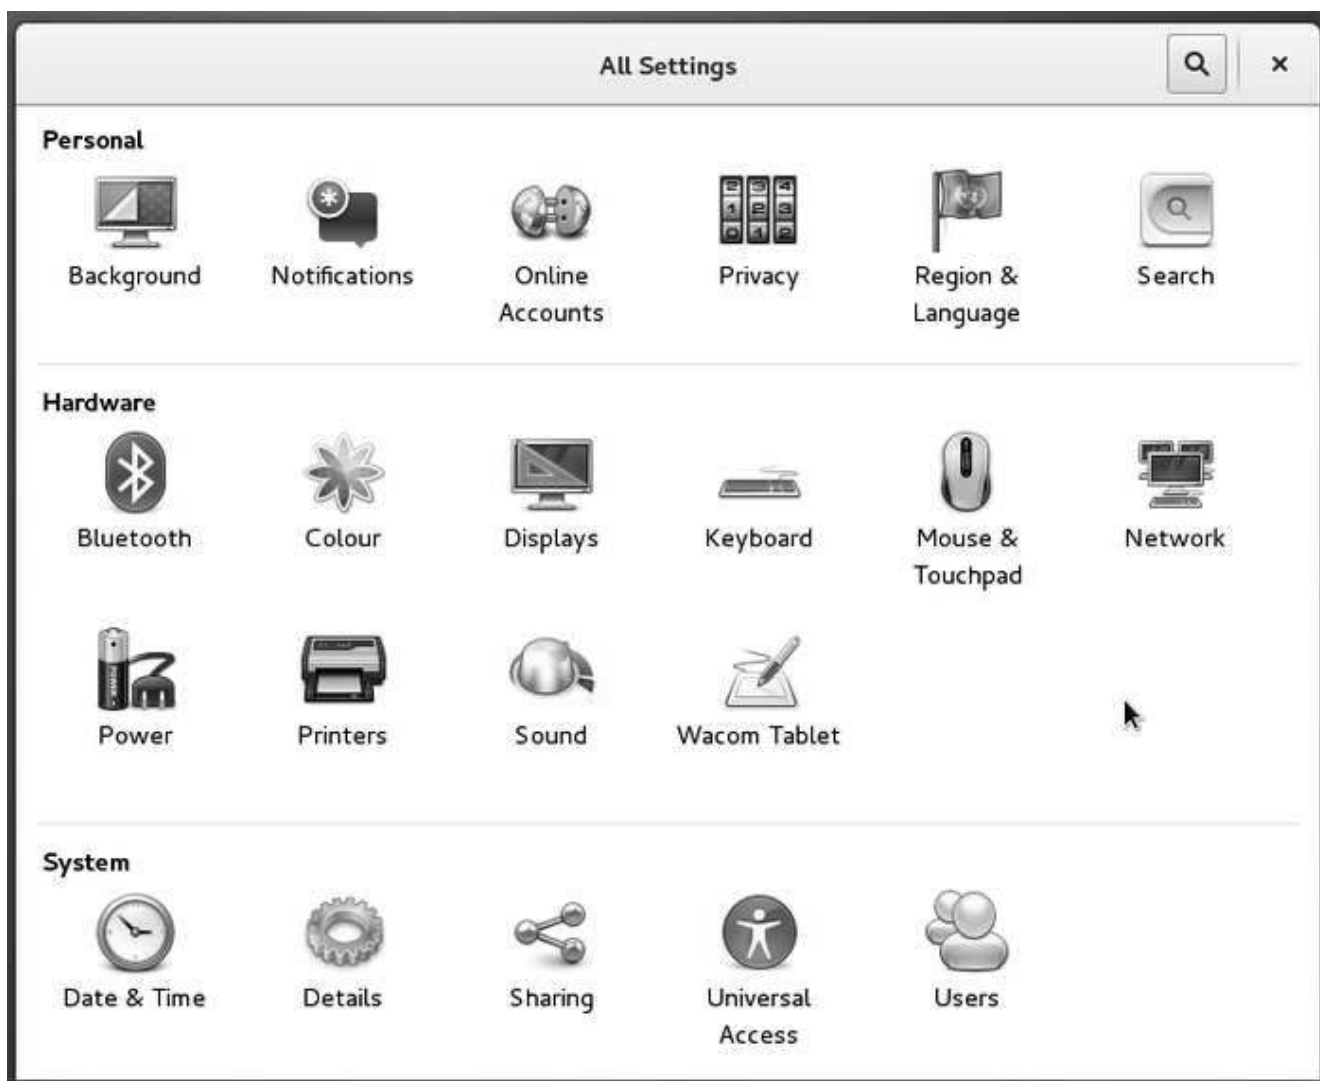 All Settings
Personal
Background Notifications Online Accounts Privacy Region & Language Search
Hardware
Bluetooth Colour Displays Keyboard Mouse & Touchpad Network
Power Printers Sound Wacom Tablet
System
Date & Time Details Sharing Universal Access Users